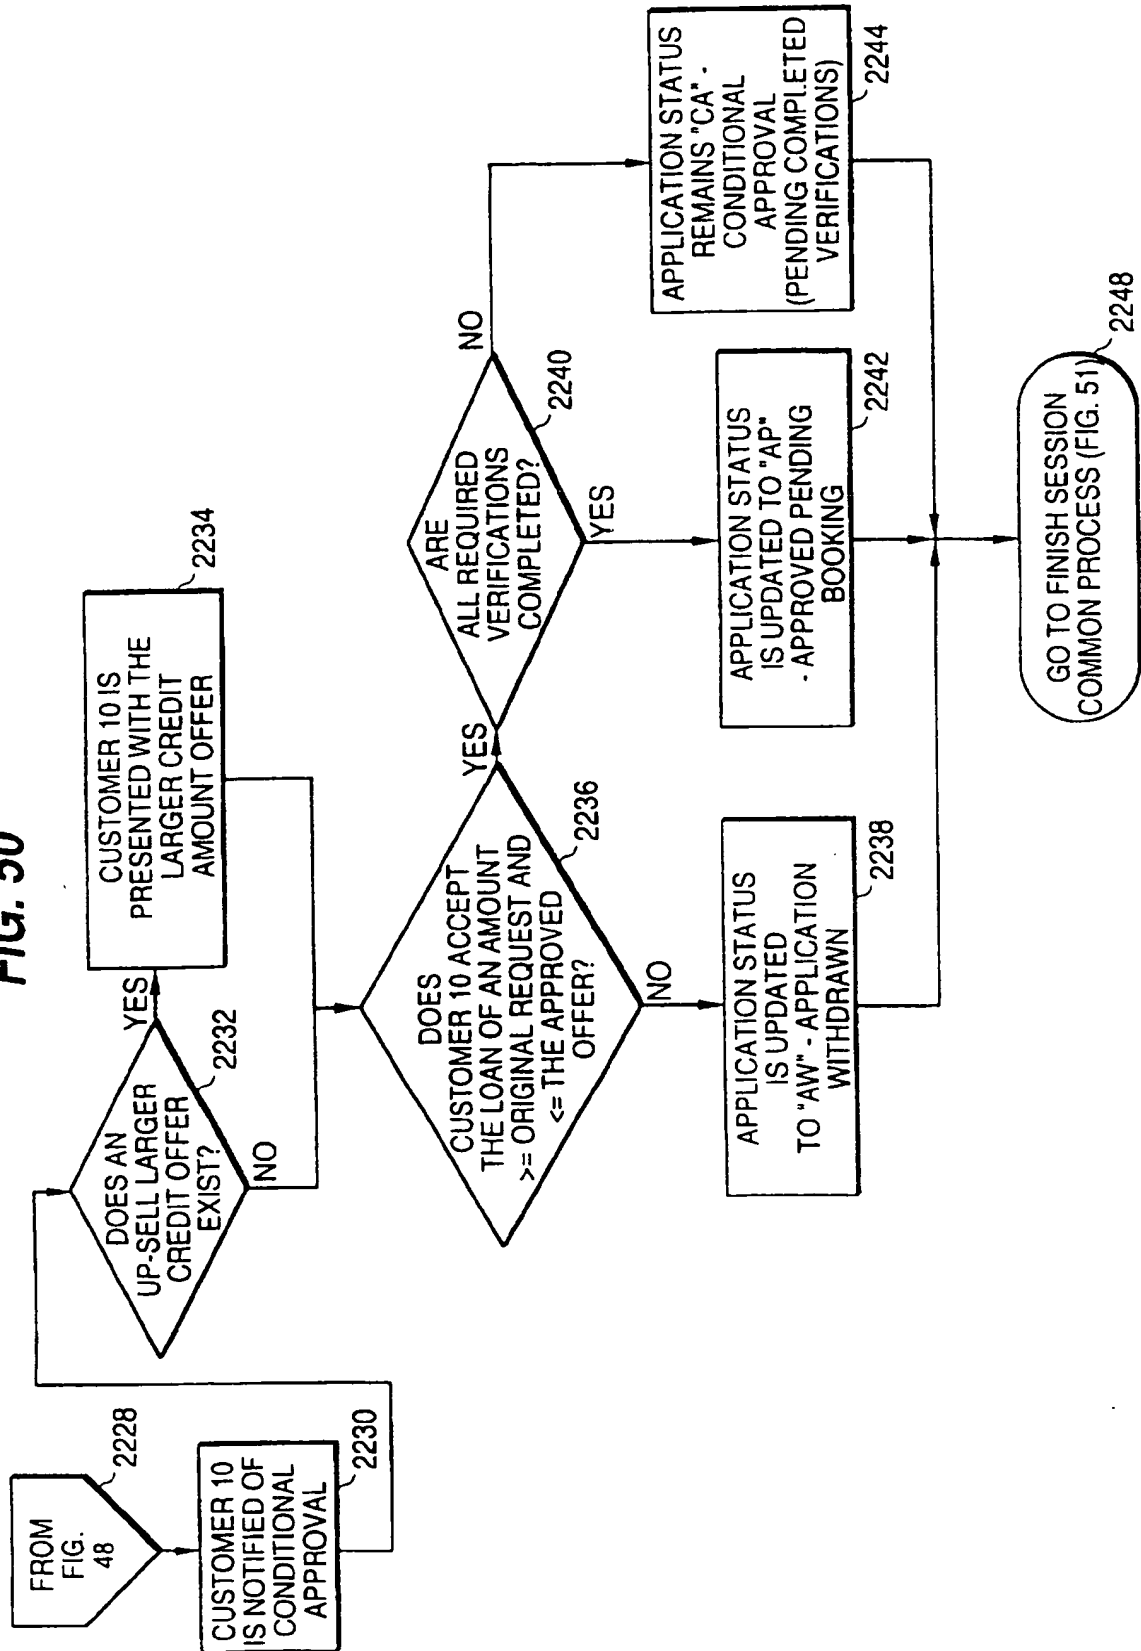 FIG. 50
FROM
FIG.
48
2228
CUSTOMER 10
IS NOTIFIED OF
CONDITIONAL
APPROVAL
2230
DOES AN
UP-SELL LARGER
CREDIT OFFER
EXIST?
2232
YES
NO
CUSTOMER 10 IS
PRESENTED WITH THE
LARGER CREDIT
AMOUNT OFFER
2234
DOES
CUSTOMER 10 ACCEPT
THE LOAN OF AN AMOUNT
>= ORIGINAL REQUEST AND
<= THE APPROVED
OFFER?
2236
YES
NO
APPLICATION STATUS
IS UPDATED
TO "AW" - APPLICATION
WITHDRAWN
2238
ARE
ALL REQUIRED
VERIFICATIONS
COMPLETED?
2240
NO
YES
APPLICATION STATUS
IS UPDATED TO "AP"
- APPROVED PENDING
BOOKING
2242
APPLICATION STATUS
REMAINS "CA" -
CONDITIONAL
APPROVAL
(PENDING COMPLETED
VERIFICATIONS)
2244
GO TO FINISH SESSION
COMMON PROCESS (FIG. 51)
2248